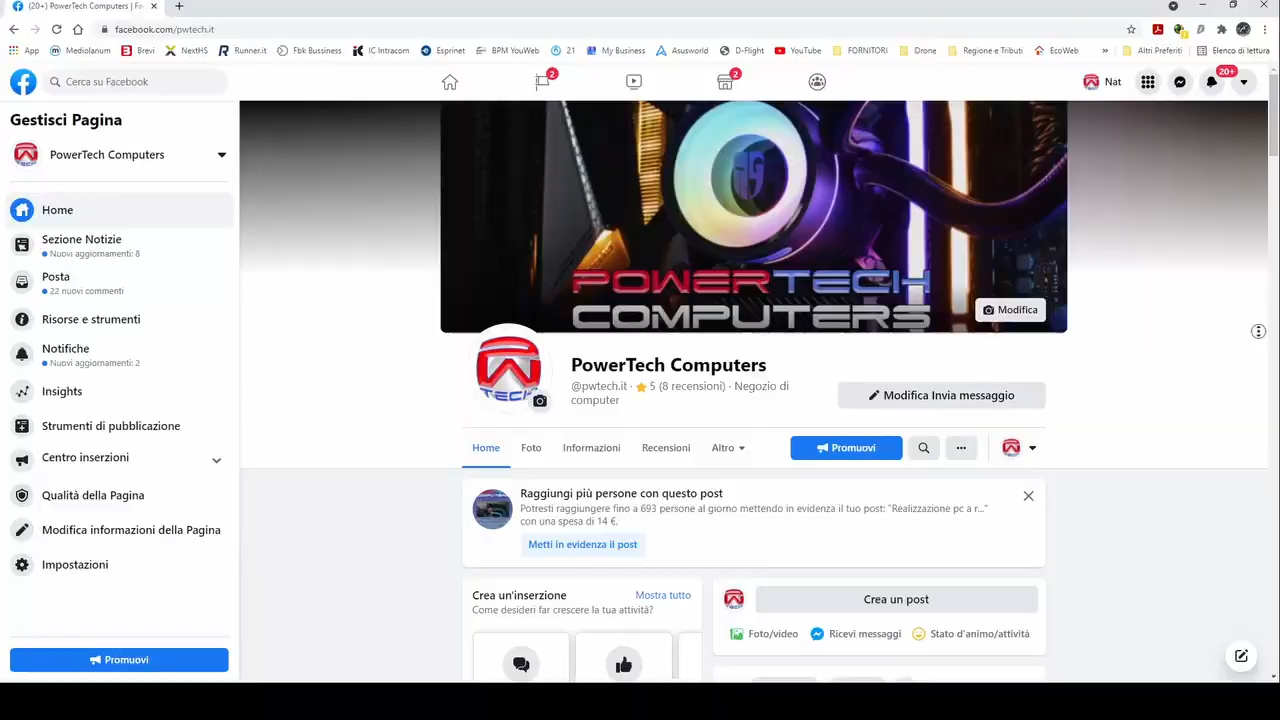 (20+) PowerTech Computers | Fa
facebook.com/pwtech.it
App Mediolanum Brevi NextHS Runner.it Fbk Bussiness IC Intracom Esprinet BPM YouWeb 21 My Business Asusworld D-Flight YouTube FORNITORI Drone Regione e Tributi EcoWeb » Altri Preferiti Elenco di lettura
Cerca su Facebook
2
2
Nat
20+
Gestisci Pagina
PowerTech Computers
Home
Sezione Notizie
Nuovi aggiornamenti: 8
Posta
22 nuovi commenti
Risorse e strumenti
Notifiche
Nuovi aggiornamenti: 2
Insights
Strumenti di pubblicazione
Centro inserzioni
Qualità della Pagina
Modifica informazioni della Pagina
Impostazioni
Promuovi
POWERTECH
COMPUTERS
Modifica
TECH
PowerTech Computers
@pwtech.it · 5 (8 recensioni) · Negozio di
computer
Modifica Invia messaggio
Home Foto Informazioni Recensioni Altro
Promuovi
Raggiungi più persone con questo post
Potresti raggiungere fino a 693 persone al giorno mettendo in evidenza il tuo post: "Realizzazione pc a r..."
con una spesa di 14 €.
Metti in evidenza il post
Crea un'inserzione Mostra tutto
Come desideri far crescere la tua attività?
Crea un post
Foto/video Ricevi messaggi Stato d'animo/attività